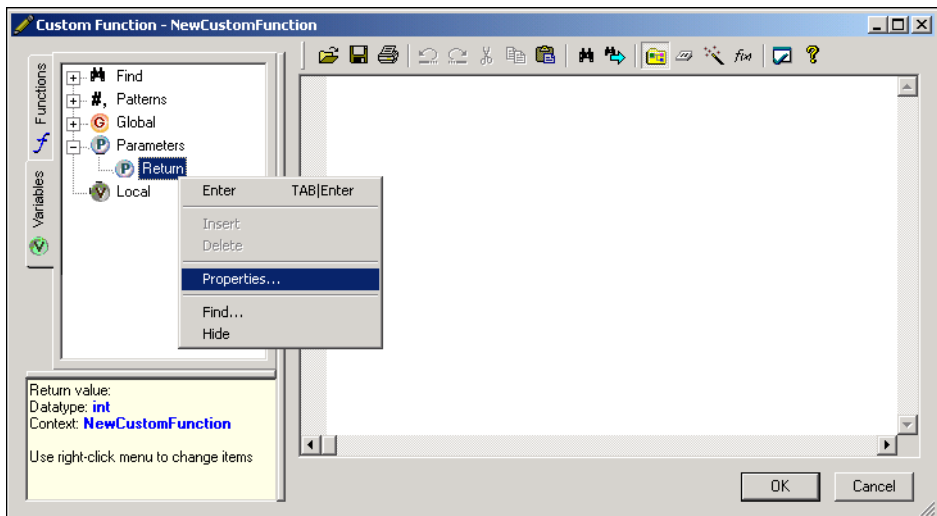 Custom Function - NewCustomFunction
Functions
Variables
Find
#, Patterns
G Global
P Parameters
P Return
V Local
Enter TAB|Enter
Insert
Delete
Properties...
Find...
Hide
Return value:
Datatype: int
Context: NewCustomFunction
Use right-click menu to change items
OK Cancel